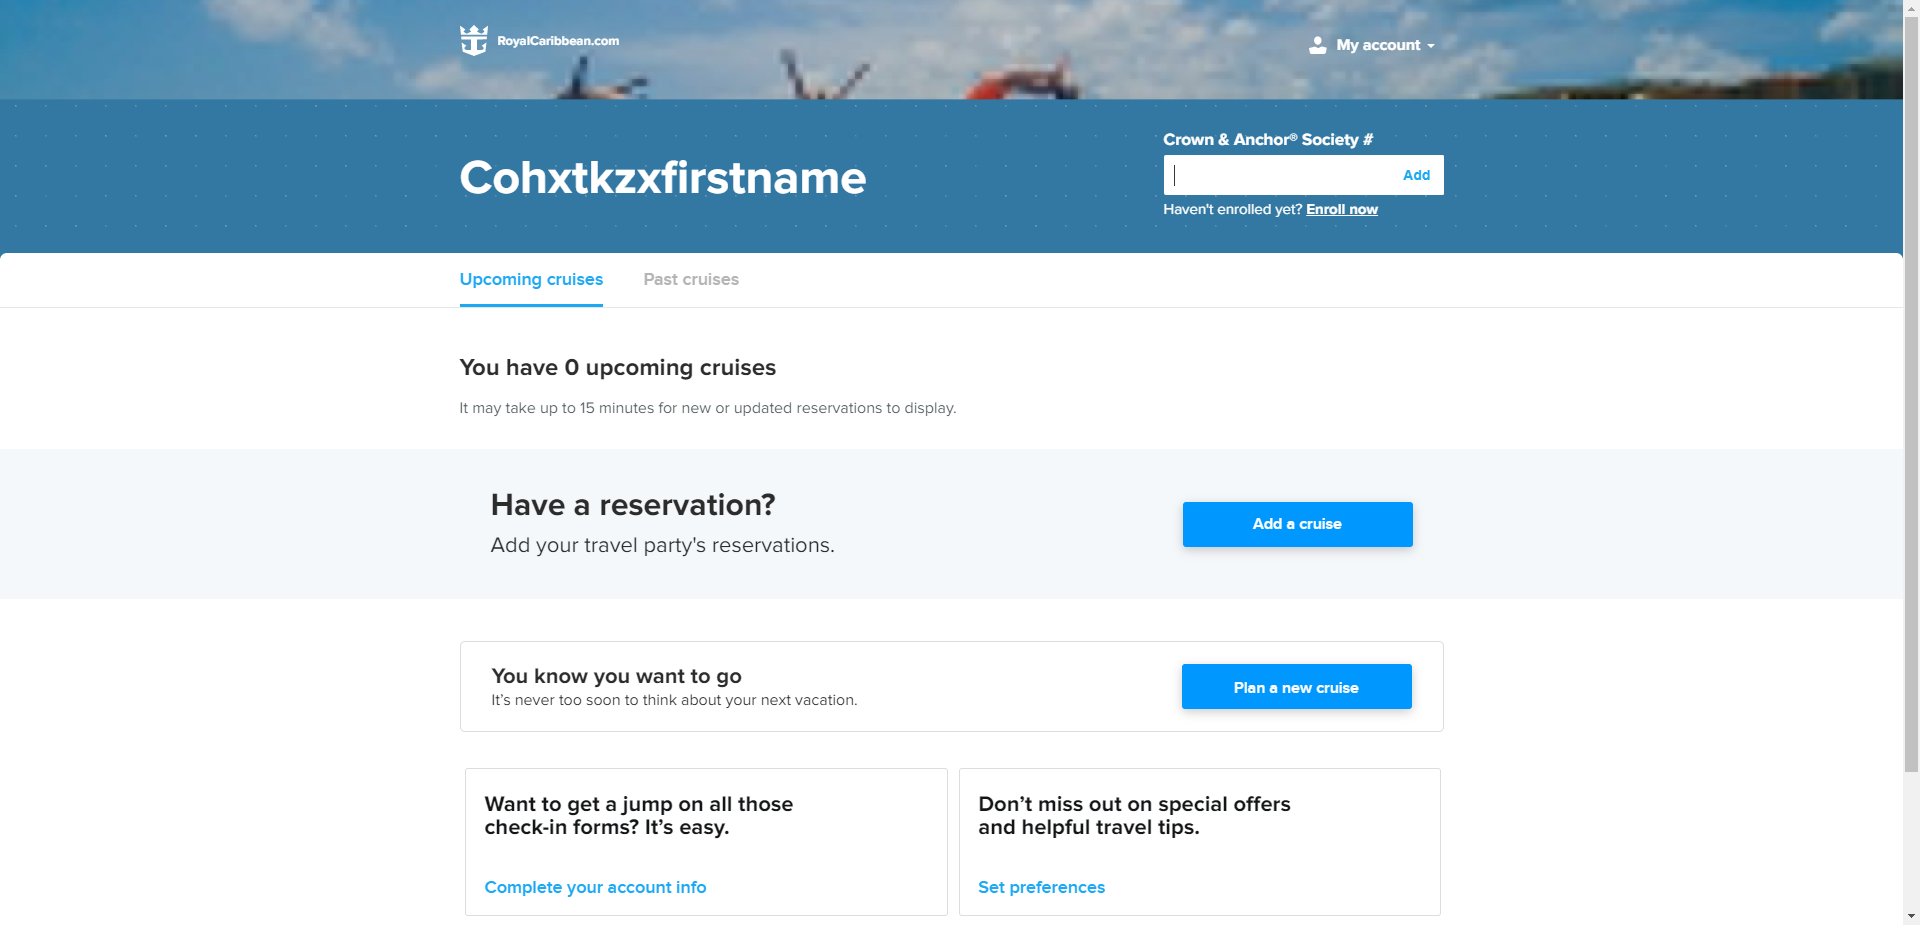 RoyalCaribbean.com
My account
Cohxtkzxfirstname
Crown & Anchor® Society #
Add
Haven't enrolled yet? Enroll now
Upcoming cruises
Past cruises
You have 0 upcoming cruises
It may take up to 15 minutes for new or updated reservations to display.
Have a reservation?
Add your travel party's reservations.
Add a cruise
You know you want to go
It’s never too soon to think about your next vacation.
Plan a new cruise
Want to get a jump on all those
check-in forms? It’s easy.
Complete your account info
Don’t miss out on special offers
and helpful travel tips.
Set preferences